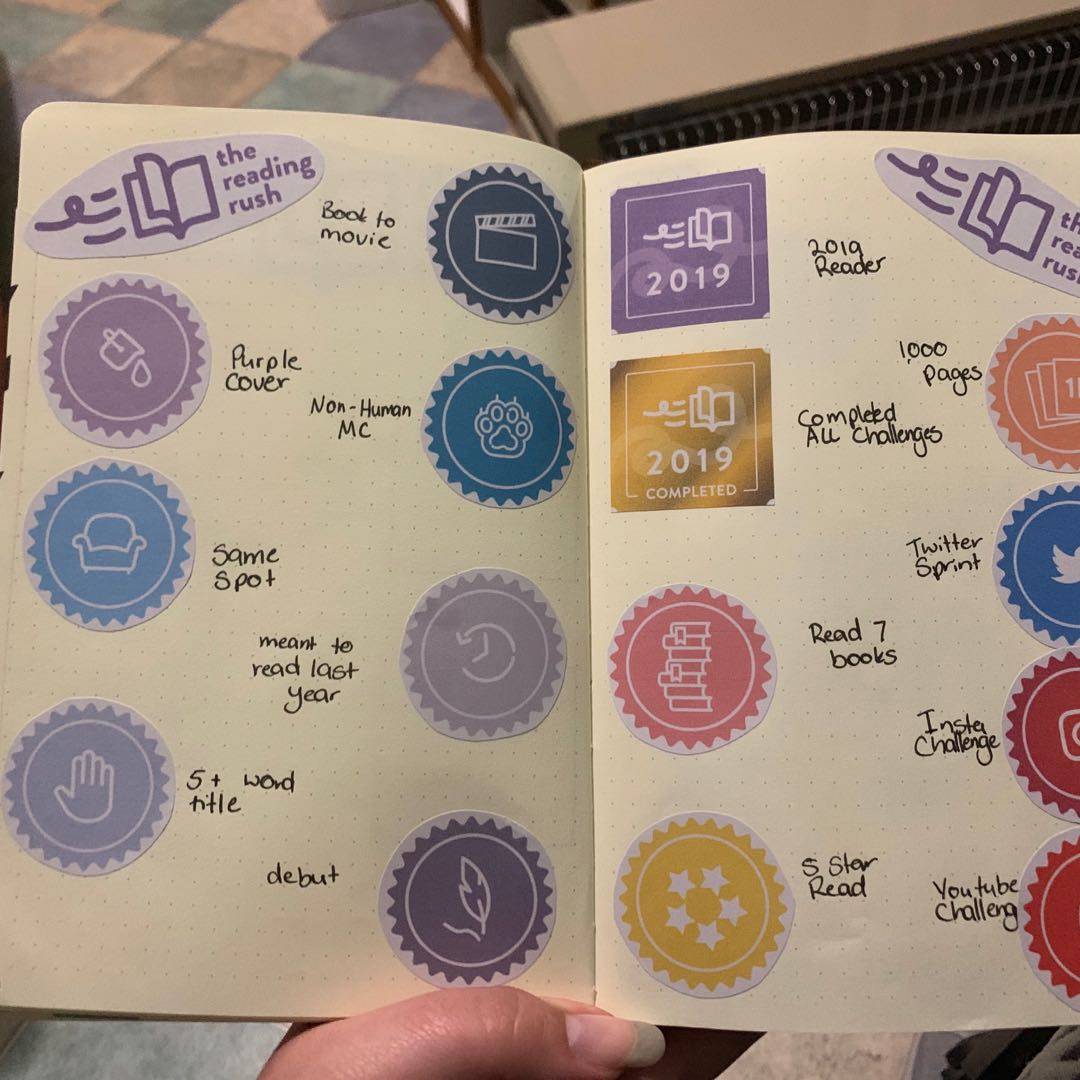 the
reading
rush
Book to
movie
Purple
Cover
Non-Human
MC
Same
Spot
meant to
read last
year
5+ word
title
debut
2019
2019 Reader
2019
COMPLETED
Completed
All Challenges
Read 7
books
5 Star
Read
1,000
Pages
Twitter
Sprint
Insta
Challenge
Youtube
Challeng